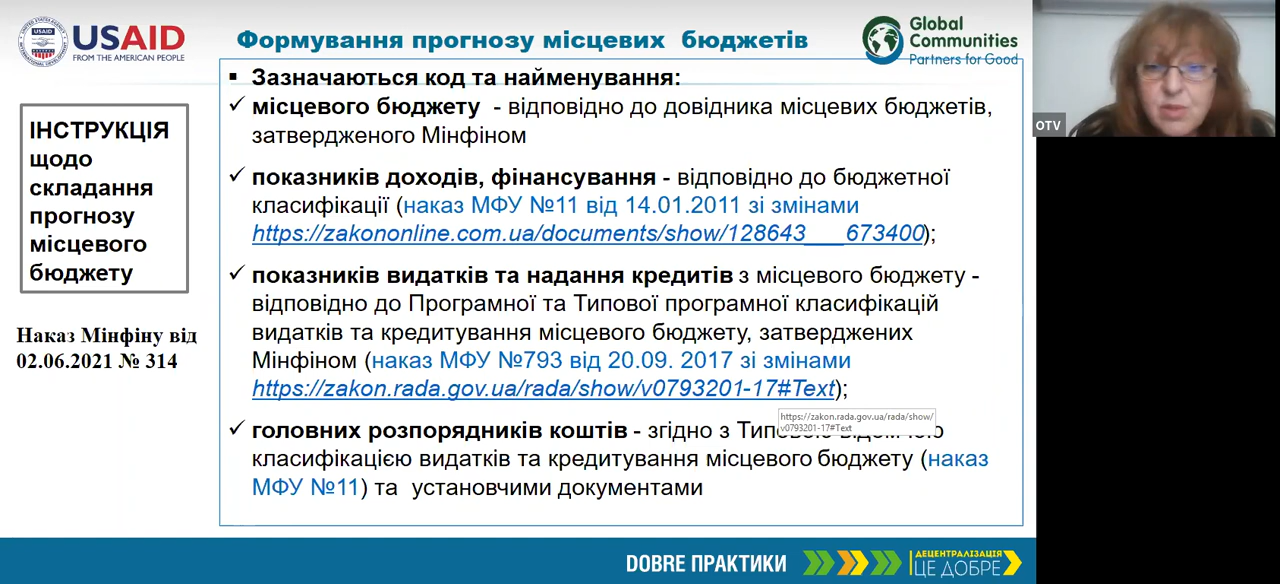 USAID
FROM THE AMERICAN PEOPLE
Формування прогнозу місцевих бюджетів
Global
Communities
Partners for Good
ІНСТРУКЦІЯ
щодо
складання
прогнозу
місцевого
бюджету
Наказ Мінфіну від
02.06.2021 № 314
▪ Зазначаються код та найменування:
✓ місцевого бюджету - відповідно до довідника місцевих бюджетів,
затвердженого Мінфіном
✓ показників доходів, фінансування - відповідно до бюджетної
класифікації (наказ МФУ №11 від 14.01.2011 зі змінами
https://zakononline.com.ua/documents/show/128643___673400);
✓ показників видатків та надання кредитів з місцевого бюджету -
відповідно до Програмної та Типової програмної класифікацій
видатків та кредитування місцевого бюджету, затверджених
Мінфіном (наказ МФУ №793 від 20.09. 2017 зі змінами
https://zakon.rada.gov.ua/rada/show/v0793201-17#Text);
https://zakon.rada.gov.ua/rada/show/
v0793201-17#Text
✓ головних розпорядників коштів - згідно з Типовою
класифікацією видатків та кредитування місцевого бюджету (наказ
МФУ №11) та установчими документами
OTV
DOBRE ПРАКТИКИ
ДЕЦЕНТРАЛІЗАЦІЯ
ЦЕ ДОБРЕ